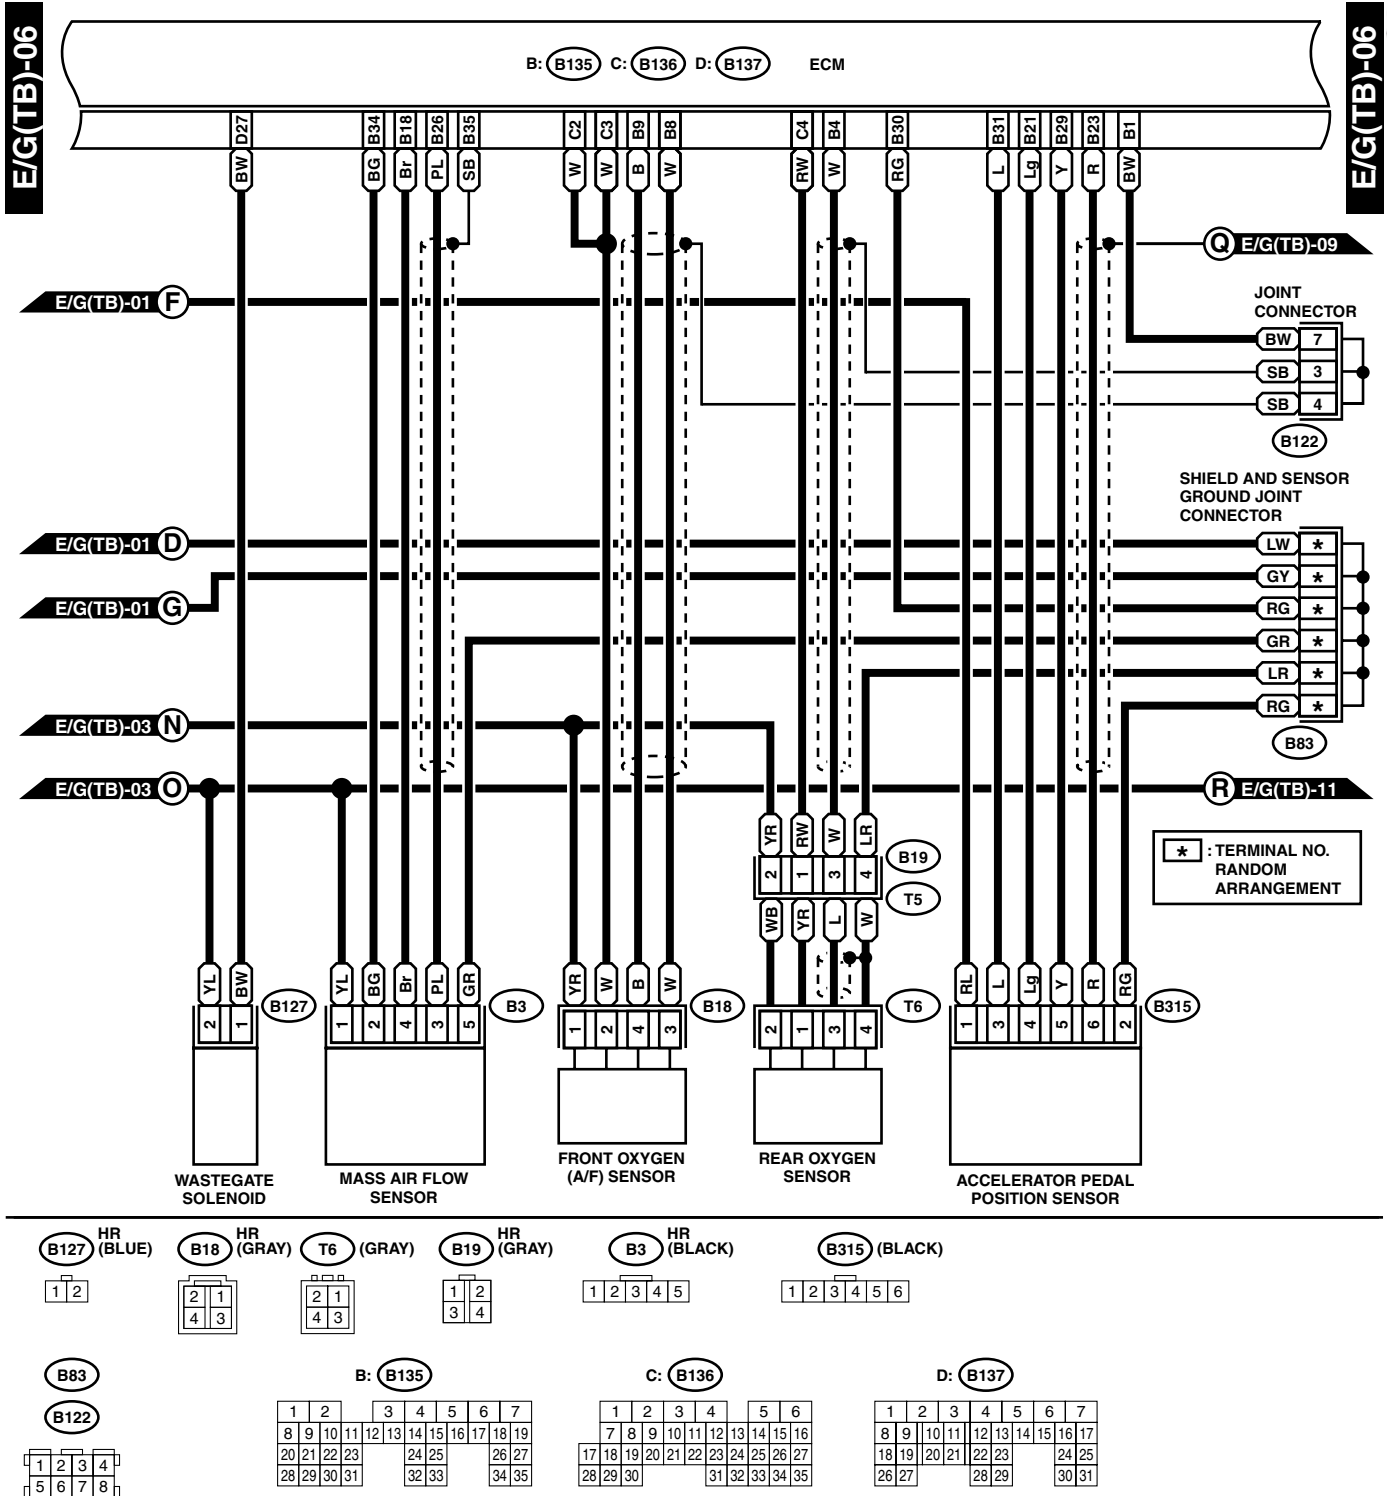 E/G(TB)-06
E/G(TB)-06
B: B135 C: B136 D: B137 ECM
D27 B34 B18 B26 B35 C2 C3 B9 B8 C4 B4 B30 B31 B21 B29 B23 B1
BW BG Br PL SB W W B W RW W RG L Lg Y R BW
Q E/G(TB)-09
E/G(TB)-01 F
JOINT
CONNECTOR
BW 7
SB 3
SB 4
B122
SHIELD AND SENSOR
GROUND JOINT
CONNECTOR
E/G(TB)-01 D
LW *
GY *
E/G(TB)-01 G
RG *
GR *
LR *
RG *
E/G(TB)-03 N
B83
E/G(TB)-03 O
R E/G(TB)-11
YR RW W LR
B19
2 1 3 4
T5
WB YR L W
* : TERMINAL NO.
RANDOM
ARRANGEMENT
YL BW YL BG Br PL GR YR W B W RL L Lg Y R RG
B127 B3 B18 T6 B315
2 1 1 2 4 3 5 1 2 4 3 2 1 3 4 1 3 4 5 6 2
WASTEGATE
SOLENOID
MASS AIR FLOW
SENSOR
FRONT OXYGEN
(A/F) SENSOR
REAR OXYGEN
SENSOR
ACCELERATOR PEDAL
POSITION SENSOR
B127 HR
(BLUE)
B18 HR
(GRAY)
T6 (GRAY)
B19 HR
(GRAY)
B3 HR
(BLACK)
B315 (BLACK)
1 2
2 1
4 3
2 1
4 3
1 2
3 4
1 2 3 4 5
1 2 3 4 5 6
B83
B122
1 2 3 4
5 6 7 8
B: B135
1 2 3 4 5 6 7
8 9 10 11 12 13 14 15 16 17 18 19
20 21 22 23 24 25 26 27
28 29 30 31 32 33 34 35
C: B136
1 2 3 4 5 6
7 8 9 10 11 12 13 14 15 16
17 18 19 20 21 22 23 24 25 26 27
28 29 30 31 32 33 34 35
D: B137
1 2 3 4 5 6 7
8 9 10 11 12 13 14 15 16 17
18 19 20 21 22 23 24 25
26 27 28 29 30 31